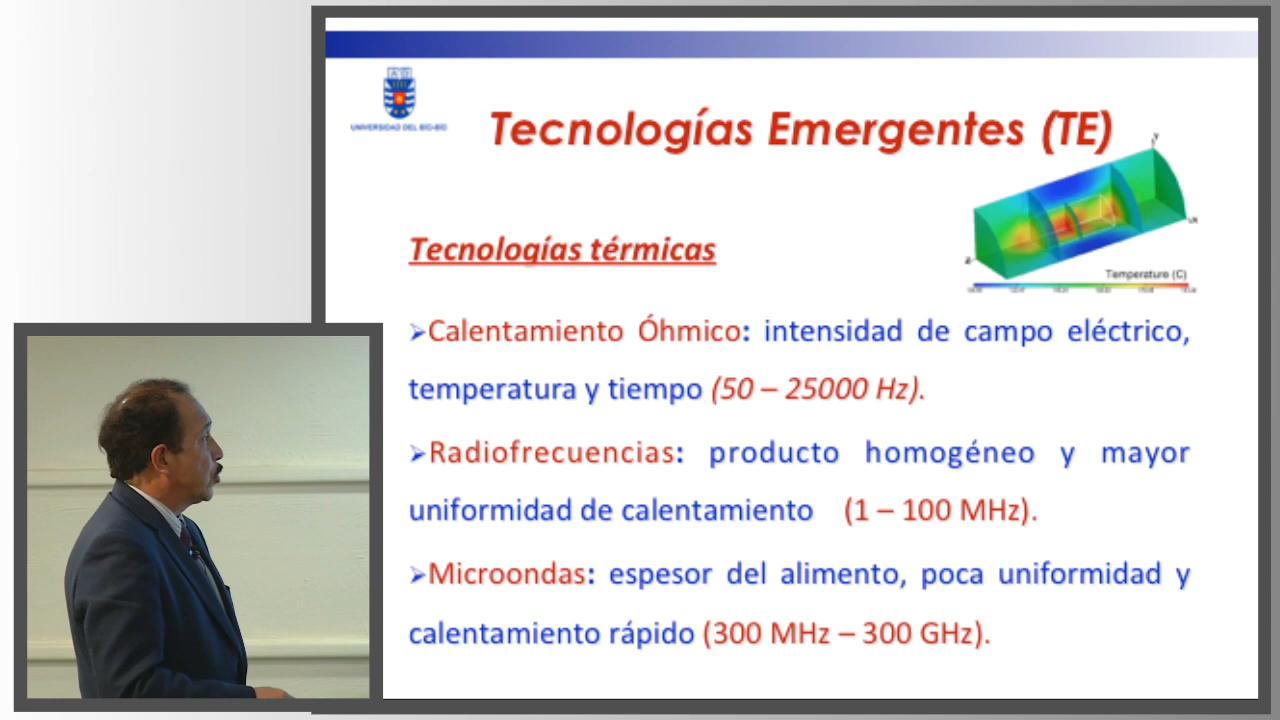 UNIVERSIDAD DEL BÍO-BÍO
Tecnologías Emergentes (TE)
y
x
z
Temperature (C)
Tecnologías térmicas
➢Calentamiento Óhmico: intensidad de campo eléctrico,
temperatura y tiempo (50 – 25000 Hz).
➢Radiofrecuencias: producto homogéneo y mayor
uniformidad de calentamiento (1 – 100 MHz).
➢Microondas: espesor del alimento, poca uniformidad y
calentamiento rápido (300 MHz – 300 GHz).